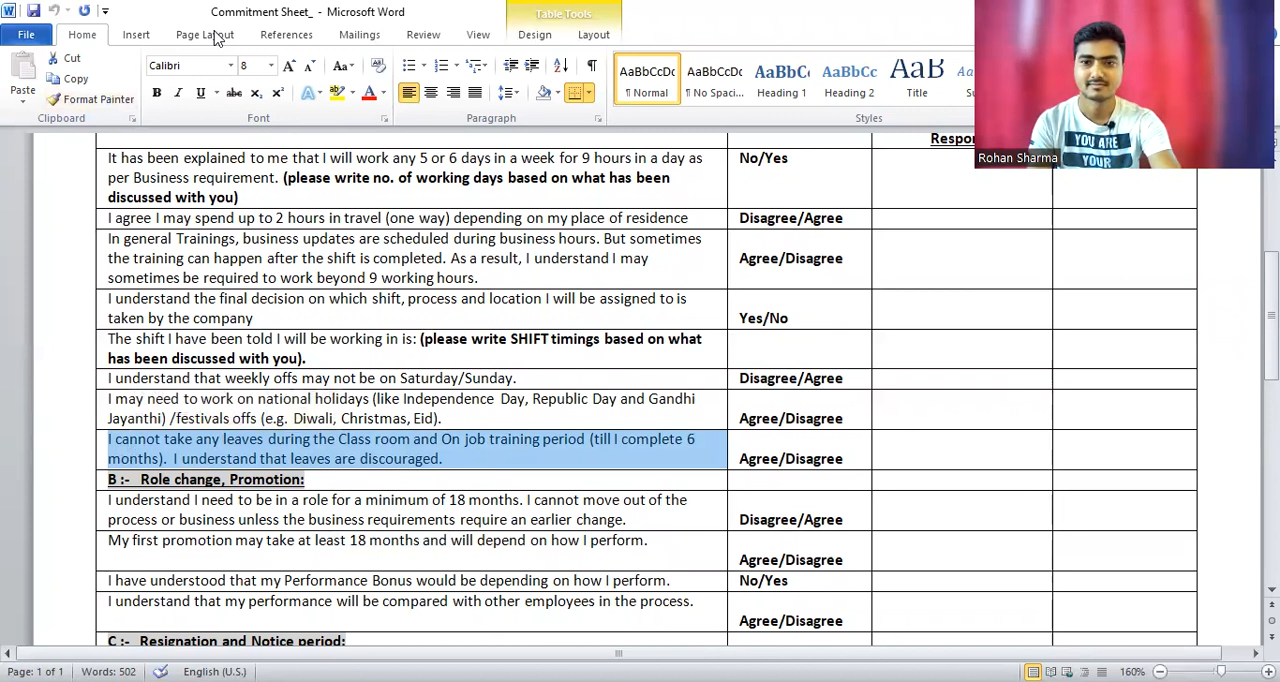 Commitment Sheet_ - Microsoft Word
Table Tools
File Home Insert Page Layout References Mailings Review View Design Layout
Paste
Cut
Copy
Format Painter
Clipboard
Calibri 8
Font
Paragraph
AaBbCcDc AaBbCcDc AaBbC AaBbCc AaB
Normal No Spaci... Heading 1 Heading 2 Title
Styles
YOU ARE
YOUR
Rohan Sharma
It has been explained to me that I will work any 5 or 6 days in a week for 9 hours in a day as
per Business requirement. (please write no. of working days based on what has been
discussed with you)
No/Yes
I agree I may spend up to 2 hours in travel (one way) depending on my place of residence
Disagree/Agree
In general Trainings, business updates are scheduled during business hours. But sometimes
the training can happen after the shift is completed. As a result, I understand I may
sometimes be required to work beyond 9 working hours.
Agree/Disagree
I understand the final decision on which shift, process and location I will be assigned to is
taken by the company
Yes/No
The shift I have been told I will be working in is: (please write SHIFT timings based on what
has been discussed with you).
I understand that weekly offs may not be on Saturday/Sunday.
Disagree/Agree
I may need to work on national holidays (like Independence Day, Republic Day and Gandhi
Jayanthi) /festivals offs (e.g. Diwali, Christmas, Eid).
Agree/Disagree
I cannot take any leaves during the Class room and On job training period (till I complete 6
months). I understand that leaves are discouraged.
Agree/Disagree
B :- Role change, Promotion:
I understand I need to be in a role for a minimum of 18 months. I cannot move out of the
process or business unless the business requirements require an earlier change.
Disagree/Agree
My first promotion may take at least 18 months and will depend on how I perform.
Agree/Disagree
I have understood that my Performance Bonus would be depending on how I perform.
No/Yes
I understand that my performance will be compared with other employees in the process.
Agree/Disagree
C :- Resignation and Notice period:
Page: 1 of 1 Words: 502 English (U.S.) 160%